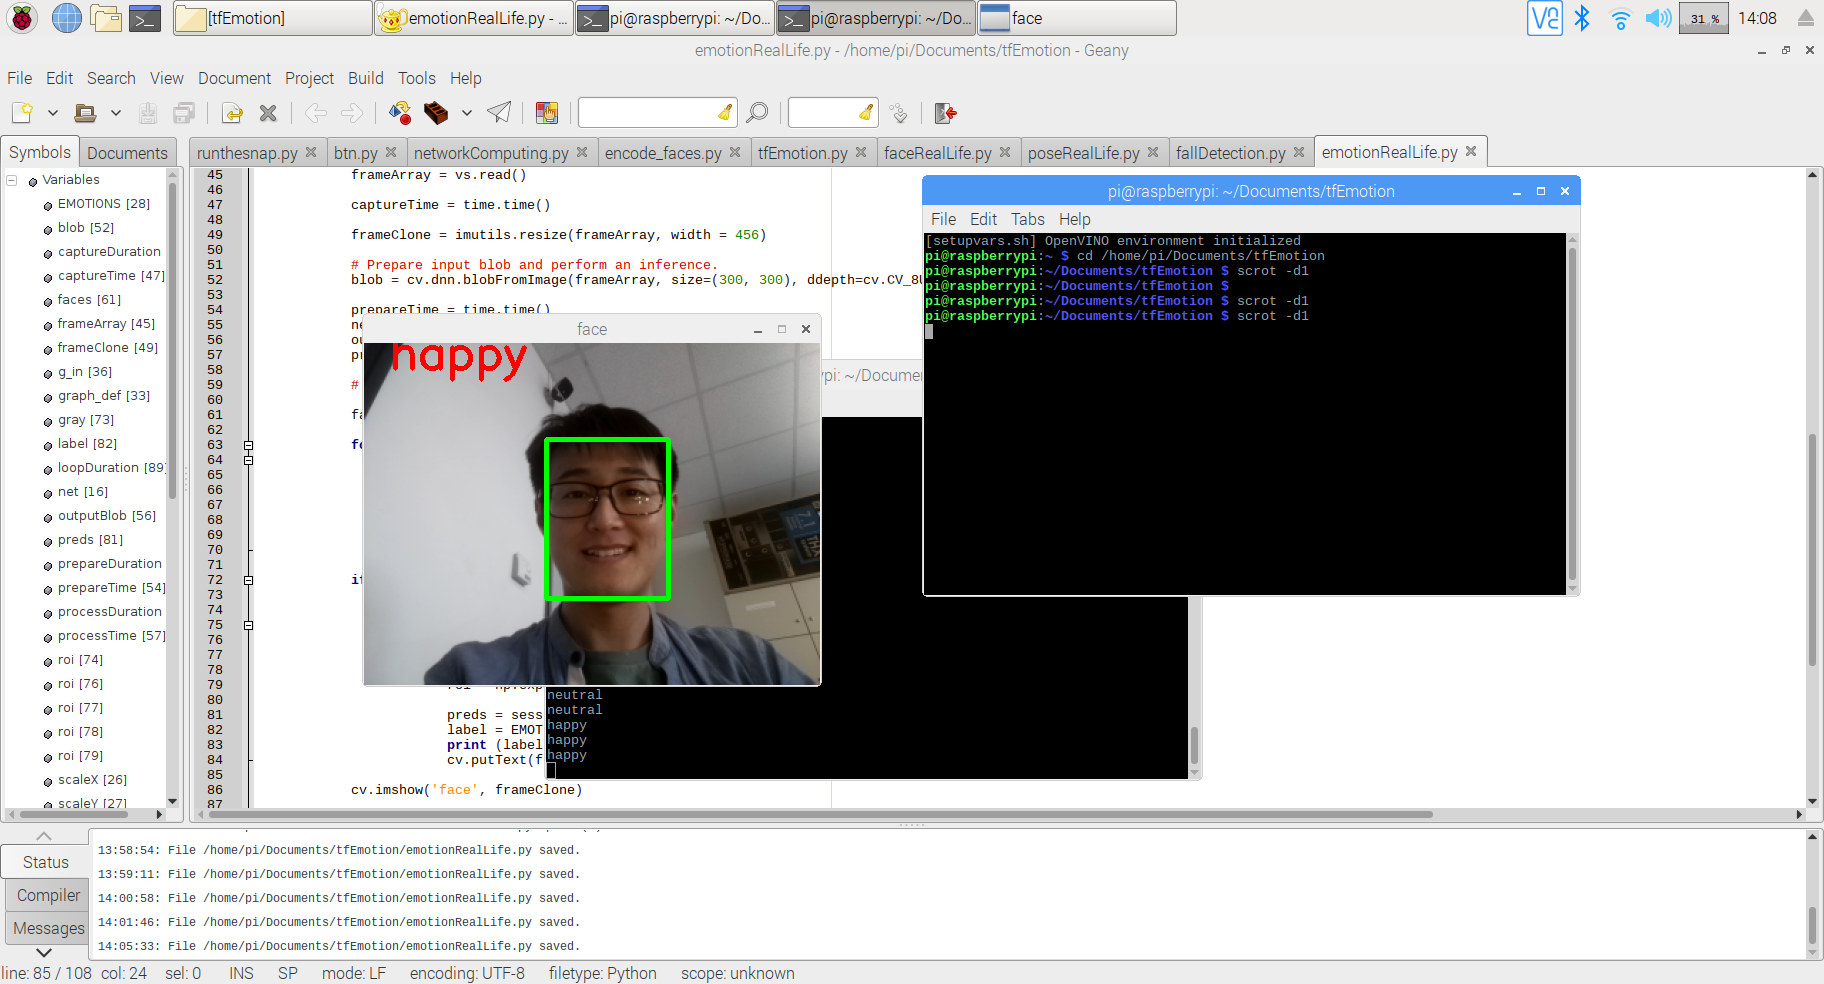 [tfEmotion]
emotionRealLife.py - ...
pi@raspberrypi: ~/Do...
pi@raspberrypi: ~/Do...
face
31 %
14:08
emotionRealLife.py - /home/pi/Documents/tfEmotion - Geany
File Edit Search View Document Project Build Tools Help
Symbols Documents
runthesnap.py btn.py networkComputing.py encode_faces.py tfEmotion.py faceRealLife.py poseRealLife.py fallDetection.py emotionRealLife.py
Variables
EMOTIONS [28]
blob [52]
captureDuration
captureTime [47]
faces [61]
frameArray [45]
frameClone [49]
g_in [36]
graph_def [33]
gray [73]
label [82]
loopDuration [89]
net [16]
outputBlob [56]
preds [81]
prepareDuration
prepareTime [54]
processDuration
processTime [57]
roi [74]
roi [76]
roi [77]
roi [78]
roi [79]
scaleX [26]
scaleY [27]
45 frameArray = vs.read()
46
47 captureTime = time.time()
48
49 frameClone = imutils.resize(frameArray, width = 456)
50
51 # Prepare input blob and perform an inference.
52 blob = cv.dnn.blobFromImage(frameArray, size=(300, 300), ddepth=cv.CV_8U
53
54 prepareTime = time.time()
55 ne
56 ou
57 pr
58
59 #
60
61 fa
62
63 fo
64
65
66
67
68
69
70
71
72 if
73
74
75
76
77
78
79
80
81 preds = sess
82 label = EMOT
83 print (label
84 cv.putText(f
85
86 cv.imshow('face', frameClone)
87
face
happy
pi: ~/Documen
neutral
neutral
happy
happy
happy
pi@raspberrypi: ~/Documents/tfEmotion
File Edit Tabs Help
[setupvars.sh] OpenVINO environment initialized
pi@raspberrypi:~ $ cd /home/pi/Documents/tfEmotion
pi@raspberrypi:~/Documents/tfEmotion $ scrot -d1
pi@raspberrypi:~/Documents/tfEmotion $
pi@raspberrypi:~/Documents/tfEmotion $ scrot -d1
pi@raspberrypi:~/Documents/tfEmotion $ scrot -d1
Status
Compiler
Messages
13:58:54: File /home/pi/Documents/tfEmotion/emotionRealLife.py saved.
13:59:11: File /home/pi/Documents/tfEmotion/emotionRealLife.py saved.
14:00:58: File /home/pi/Documents/tfEmotion/emotionRealLife.py saved.
14:01:46: File /home/pi/Documents/tfEmotion/emotionRealLife.py saved.
14:05:33: File /home/pi/Documents/tfEmotion/emotionRealLife.py saved.
line: 85 / 108 col: 24 sel: 0 INS SP mode: LF encoding: UTF-8 filetype: Python scope: unknown